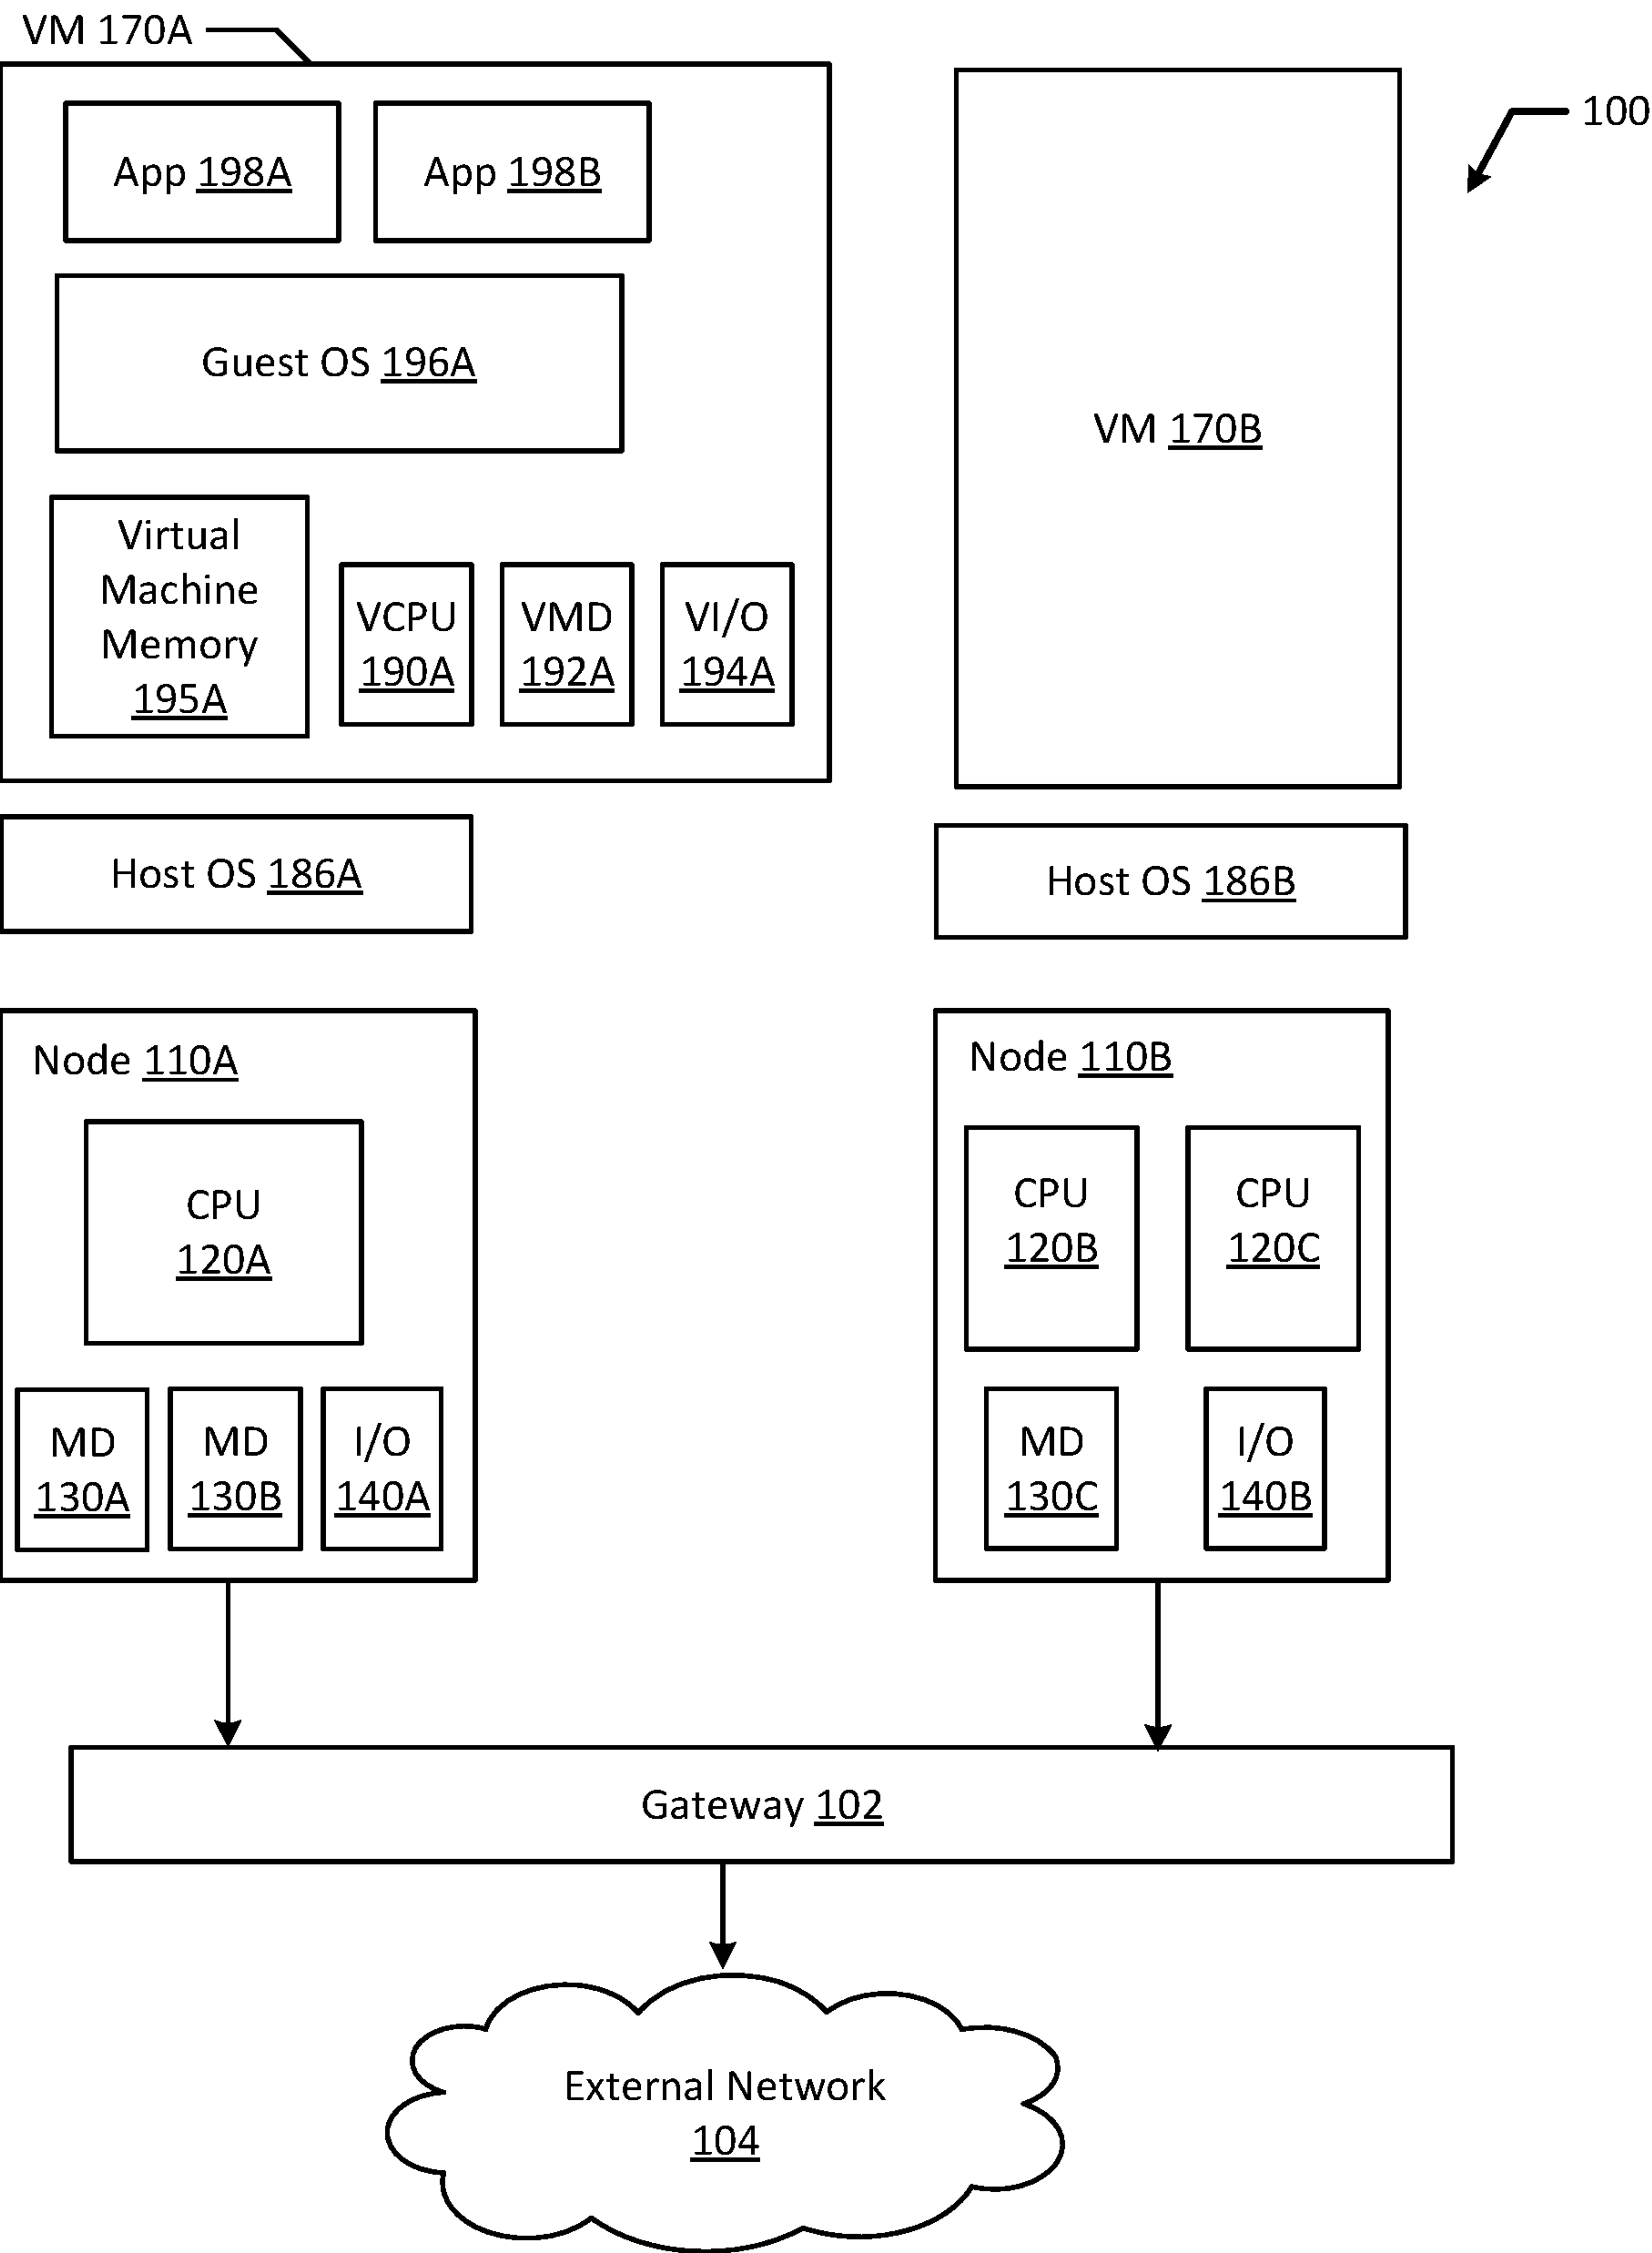 VM 170A
100
App 198A
App 198B
Guest OS 196A
VM 170B
Virtual
Machine
Memory
195A
VCPU
190A
VMD
192A
VI/O
194A
Host OS 186A
Host OS 186B
Node 110A
CPU
120A
MD
130A
MD
130B
I/O
140A
Node 110B
CPU
120B
CPU
120C
MD
130C
I/O
140B
Gateway 102
External Network
104